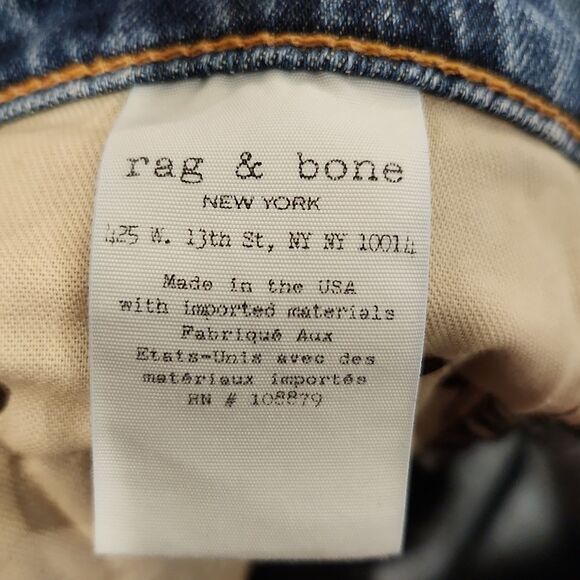 rag & bone
NEW YORK
425 W. 13th St, NY NY 10014
Made in the USA
with imported materials
Fabriqué Aux
Etats-Unis avec des
matériaux importés
RN # 108879